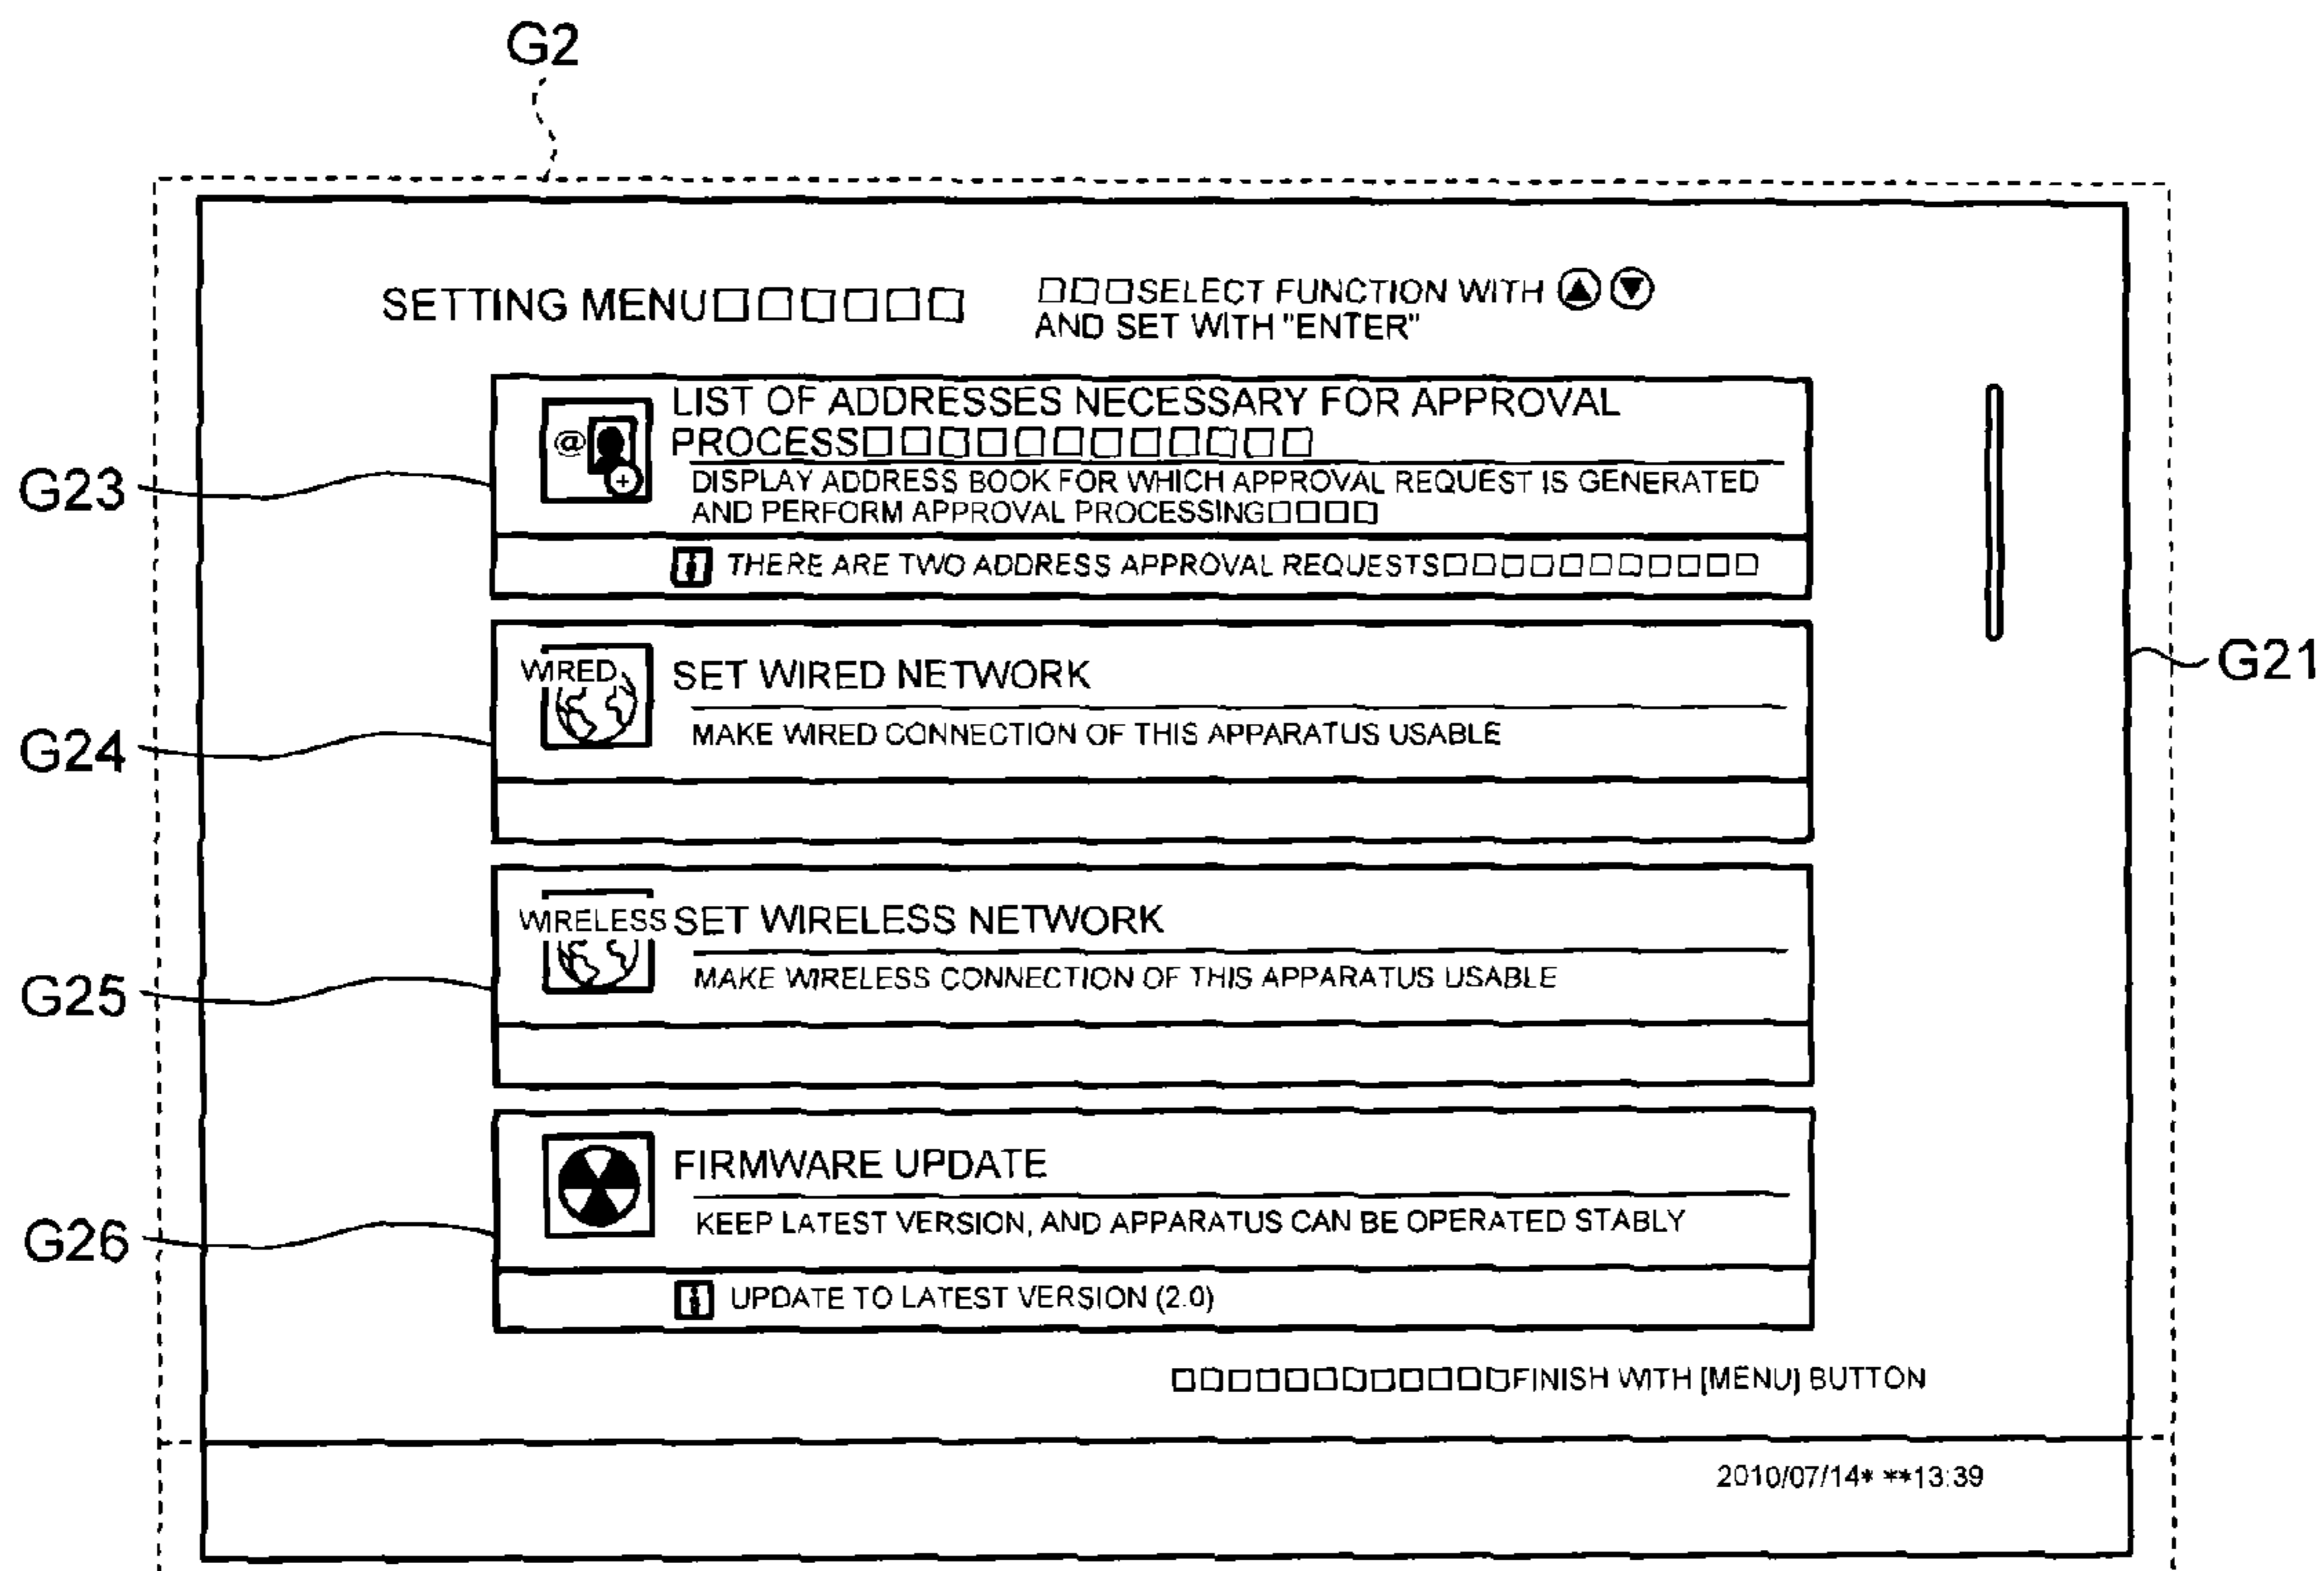 G2
SETTING MENU□□□□□□
□□□SELECT FUNCTION WITH ▲ ▼
AND SET WITH "ENTER"
LIST OF ADDRESSES NECESSARY FOR APPROVAL
PROCESS□□□□□□□□□□□□
@
DISPLAY ADDRESS BOOK FOR WHICH APPROVAL REQUEST IS GENERATED
AND PERFORM APPROVAL PROCESSING□□□□
G23
i THERE ARE TWO ADDRESS APPROVAL REQUESTS□□□□□□□□□□□
WIRED
SET WIRED NETWORK
G21
MAKE WIRED CONNECTION OF THIS APPARATUS USABLE
G24
WIRELESS
SET WIRELESS NETWORK
MAKE WIRELESS CONNECTION OF THIS APPARATUS USABLE
G25
FIRMWARE UPDATE
KEEP LATEST VERSION, AND APPARATUS CAN BE OPERATED STABLY
G26
i UPDATE TO LATEST VERSION (2.0)
□□□□□□□□□□□□FINISH WITH [MENU] BUTTON
2010/07/14* **13:39